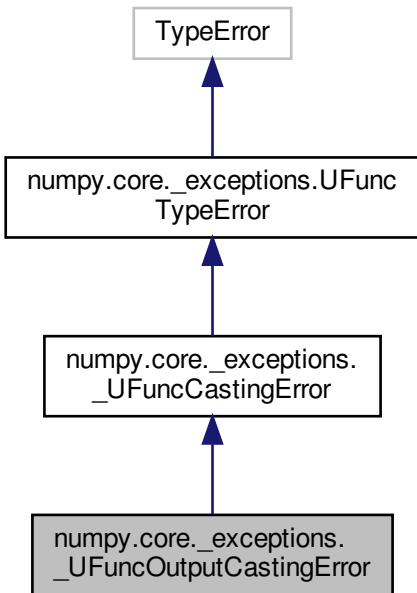 TypeError
numpy.core._exceptions.UFunc
TypeError
numpy.core._exceptions.
_UFuncCastingError
numpy.core._exceptions.
_UFuncOutputCastingError